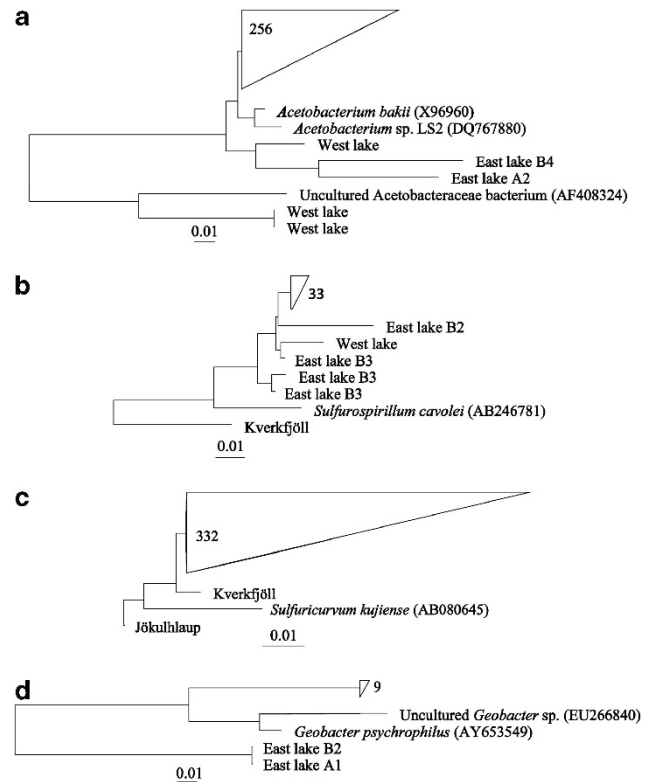 a
256
Acetobacterium bakii (X96960)
Acetobacterium sp. LS2 (DQ767880)
West lake
East lake B4
East lake A2
Uncultured Acetobacteraceae bacterium (AF408324)
West lake
West lake
0.01
b
33
East lake B2
West lake
East lake B3
East lake B3
East lake B3
Sulfurospirillum cavolei (AB246781)
Kverkfjöll
0.01
c
332
Kverkfjöll
Sulfuricurvum kujiense (AB080645)
Jökulhlaup
0.01
d
9
Uncultured Geobacter sp. (EU266840)
Geobacter psychrophilus (AY653549)
East lake B2
East lake A1
0.01